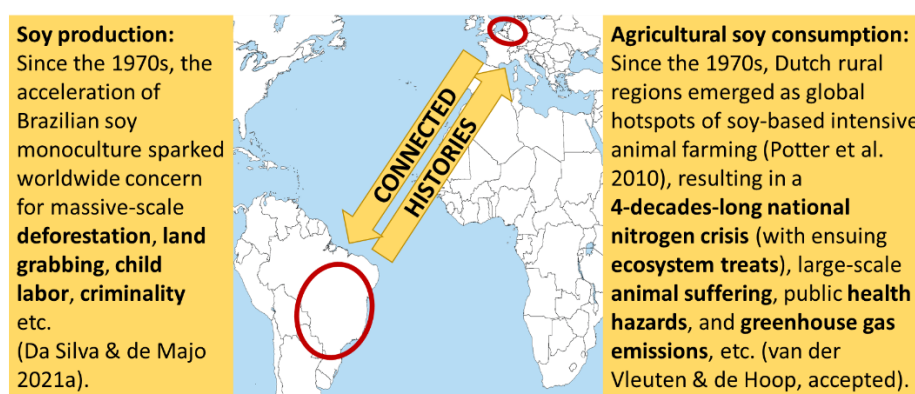 Soy production:
Since the 1970s, the
acceleration of
Brazilian soy
monoculture sparked
worldwide concern
for massive-scale
deforestation, land
grabbing, child
labor, criminality
etc.
(Da Silva & de Majo
2021a).
CONNECTED
HISTORIES
Agricultural soy consumption:
Since the 1970s, Dutch rural
regions emerged as global
hotspots of soy-based intensive
animal farming (Potter et al.
2010), resulting in a
4-decades-long national
nitrogen crisis (with ensuing
ecosystem treats), large-scale
animal suffering, public health
hazards, and greenhouse gas
emissions, etc. (van der
Vleuten & de Hoop, accepted).